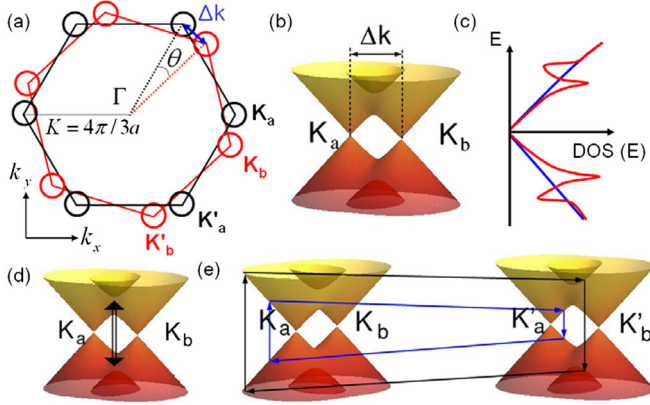 (a)
Δk
θ
Γ
K = 4π/3a
K_a
K_b
K'_a
K'_b
k_y
k_x
(b)
Δk
K_a
K_b
(c)
E
DOS (E)
(d)
K_a
K_b
(e)
K_a
K_b
K'_a
K'_b